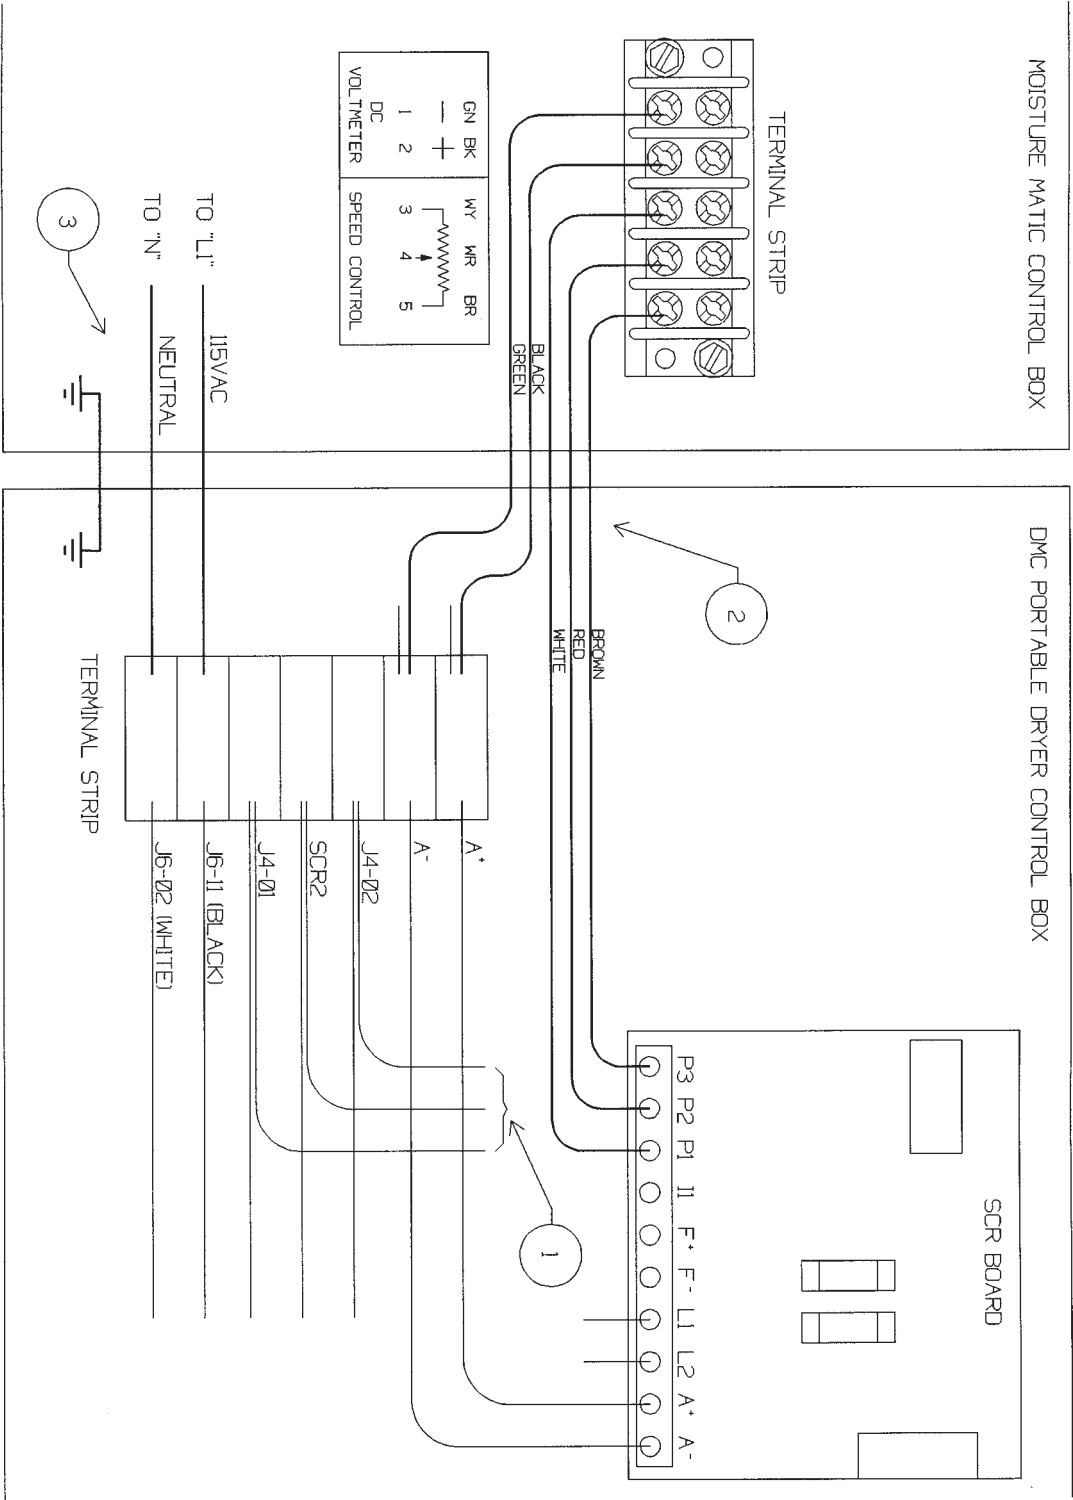 MOISTURE MATIC CONTROL BOX
TERMINAL STRIP
GN BK WY WR BR
— +
1 2 3 4 5
DC
VOLTMETER SPEED CONTROL
BLACK
GREEN
TO "L1" 115VAC
TO "N" NEUTRAL
3
DMC PORTABLE DRYER CONTROL BOX
2
BROWN
RED
WHITE
SCR BOARD
P3 P2 P1 I1 F+ F- L1 L2 A+ A-
1
A+
A-
J4-02
SCR2
J4-01
J6-11 (BLACK)
J6-02 (WHITE)
TERMINAL STRIP